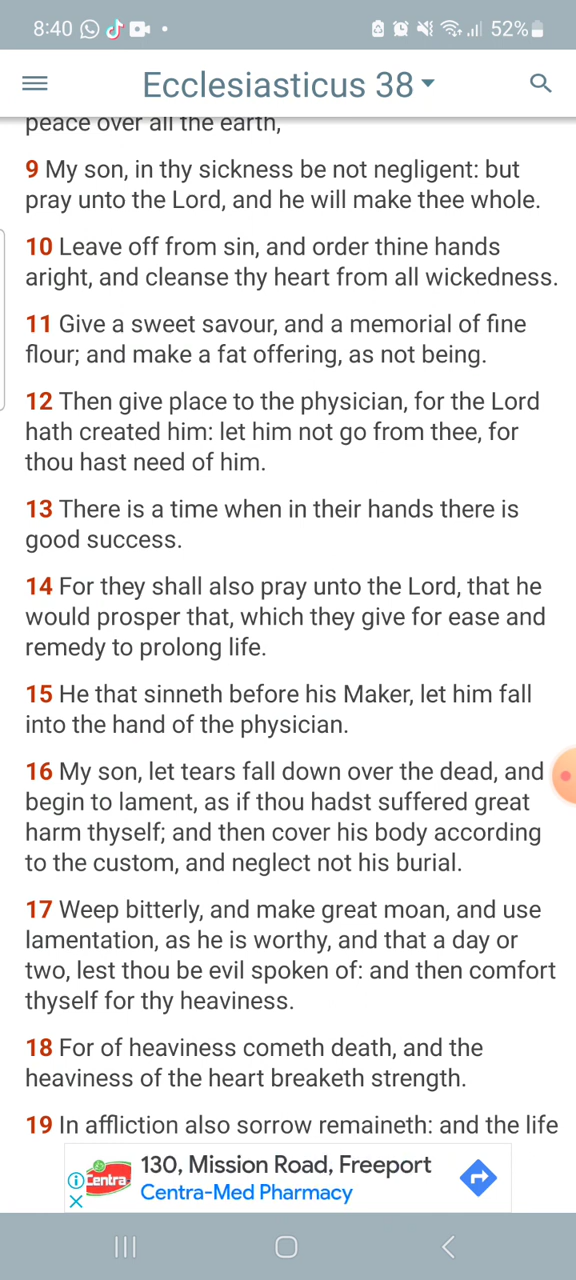 8:40
52%
Ecclesiasticus 38
peace over all the earth,
9 My son, in thy sickness be not negligent: but
pray unto the Lord, and he will make thee whole.
10 Leave off from sin, and order thine hands
aright, and cleanse thy heart from all wickedness.
11 Give a sweet savour, and a memorial of fine
flour; and make a fat offering, as not being.
12 Then give place to the physician, for the Lord
hath created him: let him not go from thee, for
thou hast need of him.
13 There is a time when in their hands there is
good success.
14 For they shall also pray unto the Lord, that he
would prosper that, which they give for ease and
remedy to prolong life.
15 He that sinneth before his Maker, let him fall
into the hand of the physician.
16 My son, let tears fall down over the dead, and
begin to lament, as if thou hadst suffered great
harm thyself; and then cover his body according
to the custom, and neglect not his burial.
17 Weep bitterly, and make great moan, and use
lamentation, as he is worthy, and that a day or
two, lest thou be evil spoken of: and then comfort
thyself for thy heaviness.
18 For of heaviness cometh death, and the
heaviness of the heart breaketh strength.
19 In affliction also sorrow remaineth: and the life
Centra
130, Mission Road, Freeport
Centra-Med Pharmacy